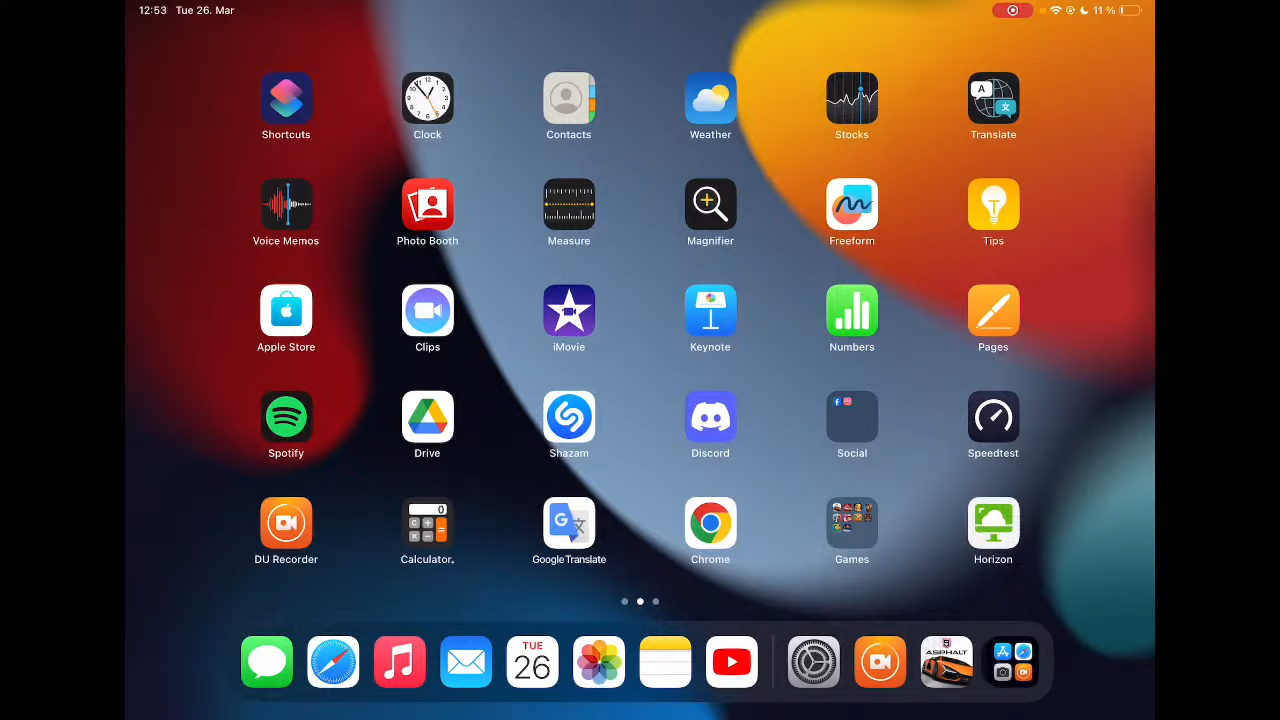 12:53 Tue 26. Mar
11 %
Shortcuts Clock Contacts Weather Stocks Translate
Voice Memos Photo Booth Measure Magnifier Freeform Tips
Apple Store Clips iMovie Keynote Numbers Pages
Spotify Drive Shazam Discord Social Speedtest
DU Recorder Calculator. Google Translate Chrome Games Horizon
TUE
26
ASPHALT